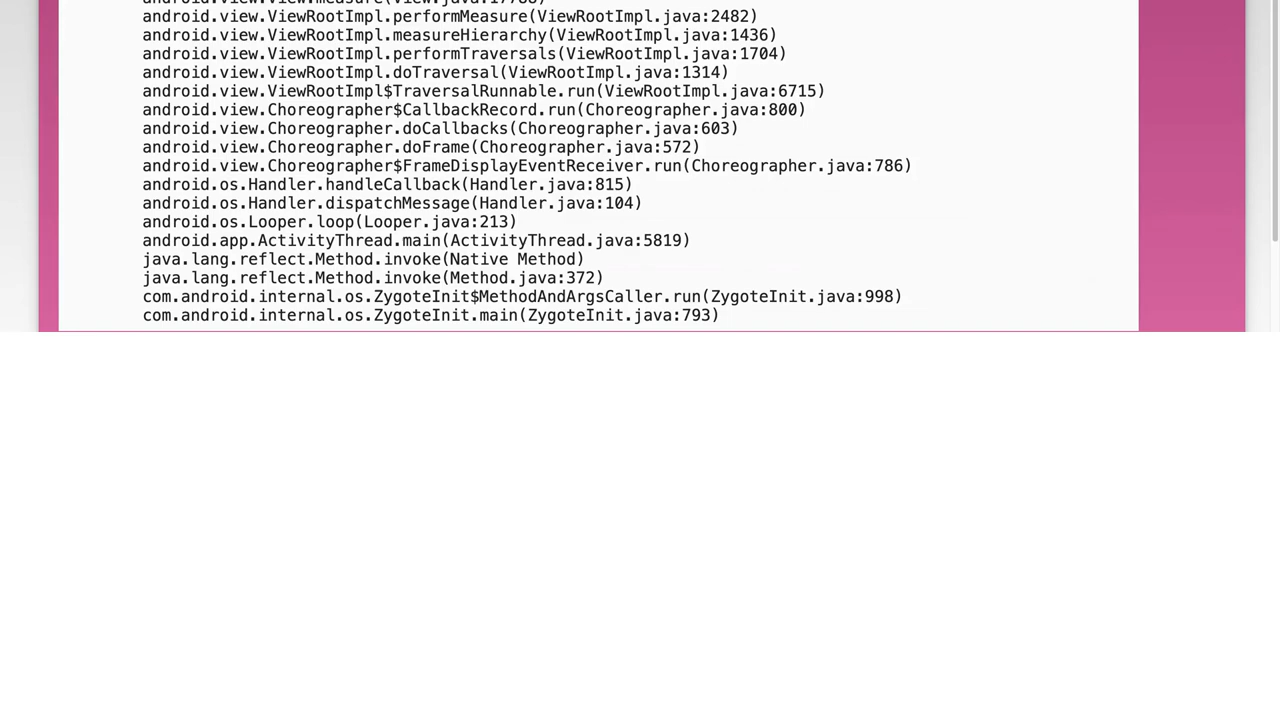 android.view.ViewRootImpl.performMeasure(ViewRootImpl.java:2482)
android.view.ViewRootImpl.measureHierarchy(ViewRootImpl.java:1436)
android.view.ViewRootImpl.performTraversals(ViewRootImpl.java:1704)
android.view.ViewRootImpl.doTraversal(ViewRootImpl.java:1314)
android.view.ViewRootImpl$TraversalRunnable.run(ViewRootImpl.java:6715)
android.view.Choreographer$CallbackRecord.run(Choreographer.java:800)
android.view.Choreographer.doCallbacks(Choreographer.java:603)
android.view.Choreographer.doFrame(Choreographer.java:572)
android.view.Choreographer$FrameDisplayEventReceiver.run(Choreographer.java:786)
android.os.Handler.handleCallback(Handler.java:815)
android.os.Handler.dispatchMessage(Handler.java:104)
android.os.Looper.loop(Looper.java:213)
android.app.ActivityThread.main(ActivityThread.java:5819)
java.lang.reflect.Method.invoke(Native Method)
java.lang.reflect.Method.invoke(Method.java:372)
com.android.internal.os.ZygoteInit$MethodAndArgsCaller.run(ZygoteInit.java:998)
com.android.internal.os.ZygoteInit.main(ZygoteInit.java:793)